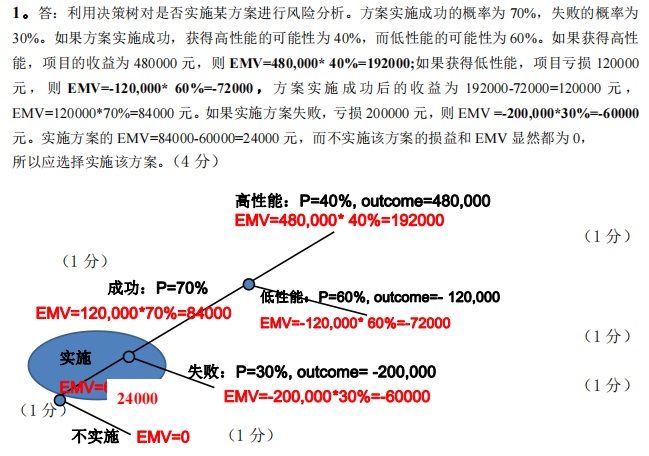 1。答：利用决策树对是否实施某方案进行风险分析。方案实施成功的概率为 70%，失败的概率为
30%。如果方案实施成功，获得高性能的可能性为 40%，而低性能的可能性为 60%。如果获得高性
能，项目的收益为 480000 元，则 EMV=480,000* 40%=192000;如果获得低性能，项目亏损 120000
元，则 EMV=-120,000* 60%=-72000，方案实施成功后的收益为 192000-72000=120000 元，
EMV=120000*70%=84000 元。如果实施方案失败，亏损 200000 元，则 EMV =-200,000*30%=-60000
元。实施方案的 EMV=84000-60000=24000 元，而不实施该方案的损益和 EMV 显然都为 0，
所以应选择实施该方案。（4 分）
高性能：P=40%, outcome=480,000
EMV=480,000* 40%=192000
（1 分）
（1 分）
成功：P=70%
低性能：P=60%, outcome=- 120,000
EMV=120,000*70%=84000
EMV=-120,000* 60%=-72000
（1 分）
实施
失败：P=30%, outcome= -200,000
（1 分）
EMV=
24000
EMV=-200,000*30%=-60000
（1 分）
不实施 EMV=0
（1 分）